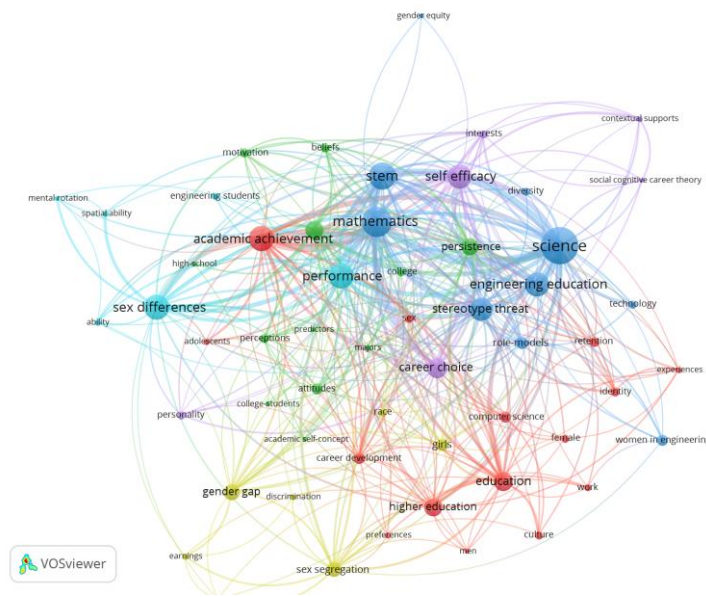 gender equity
contextual supports
interests
beliefs
motivation
stem
self efficacy
social cognitive career theory
diversity
mental rotation
engineering students
spatial ability
mathematics
academic achievement
persistence
science
high-school
college
performance
engineering education
sex differences
stereotype threat
technology
ability
sex
predictors
adolescents
perceptions
role-models
retention
majors
career choice
experiences
attitudes
identity
college-students
personality
race
computer science
academic self-concept
girls
female
women in engineerin
career development
education
work
gender gap
discrimination
higher education
preferences
culture
men
earnings
sex segregation
VOSviewer